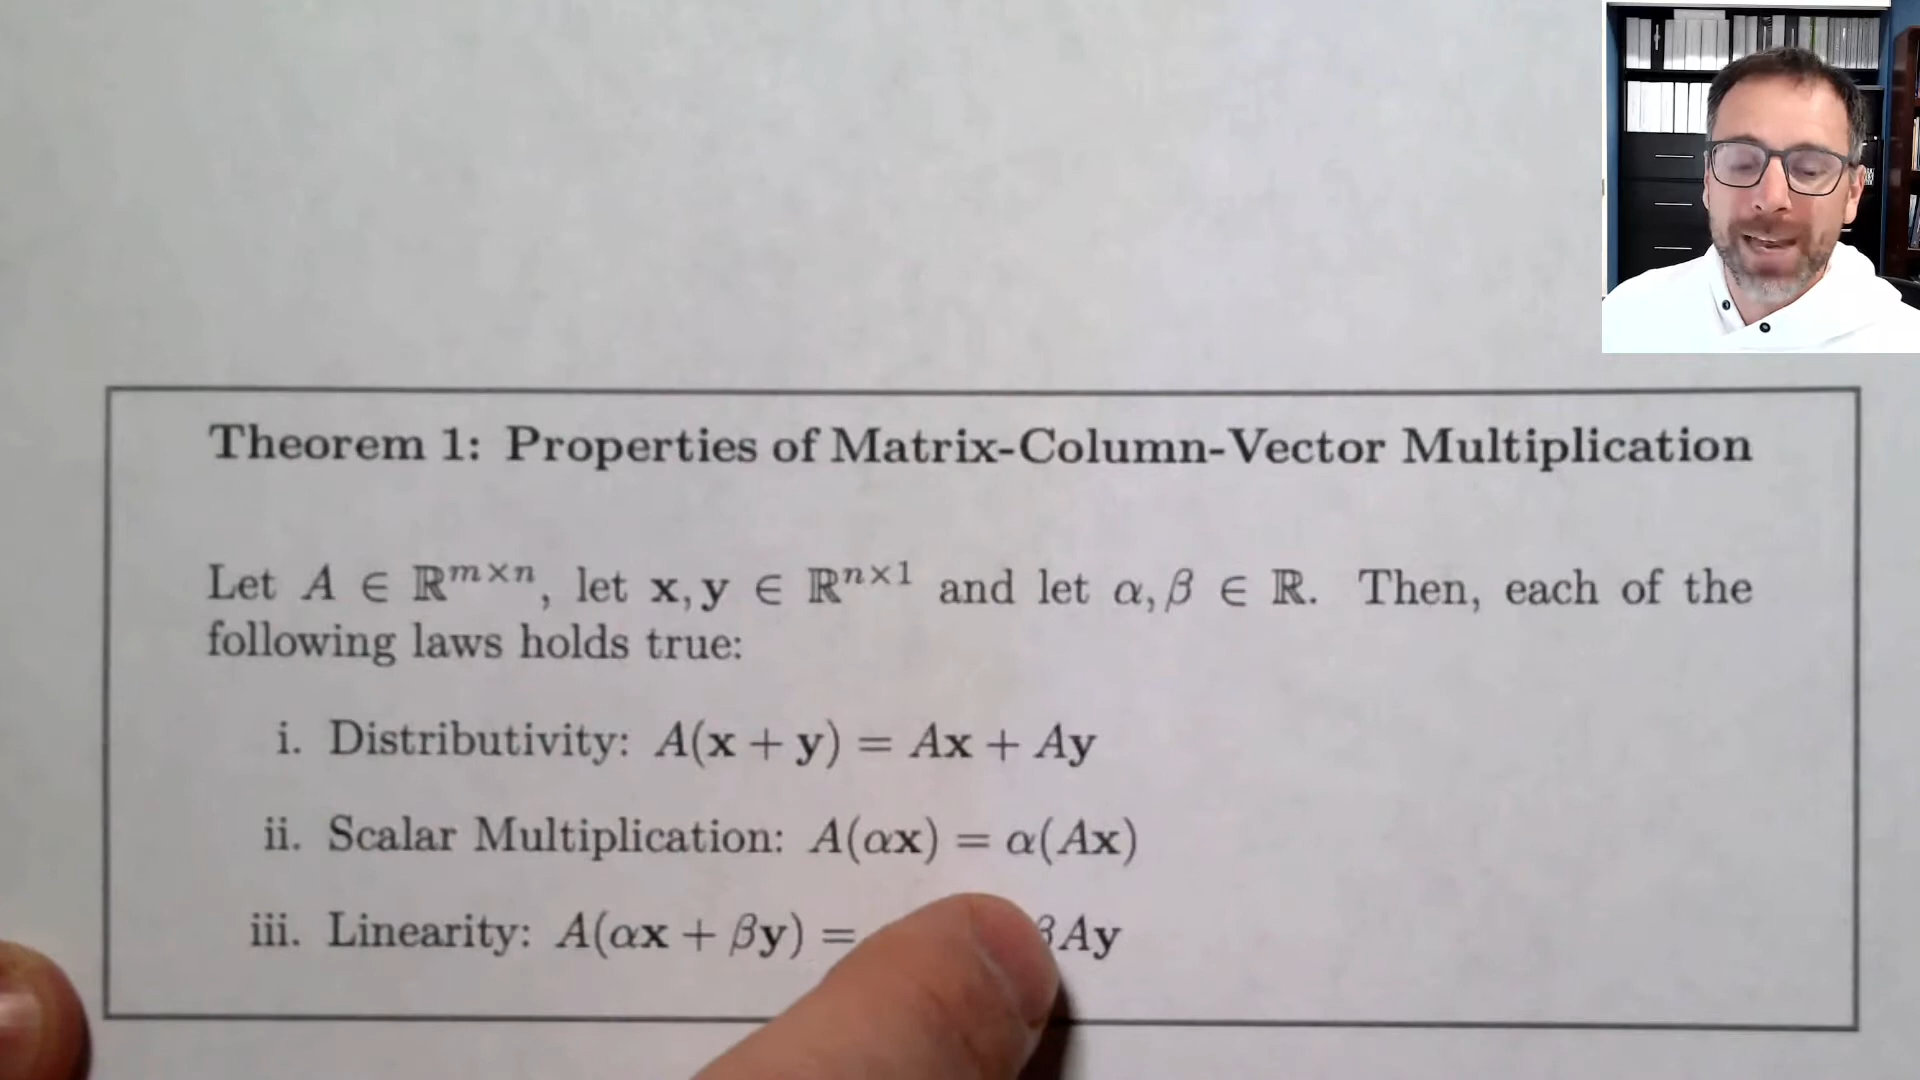 Theorem 1: Properties of Matrix-Column-Vector Multiplication
Let A ∈ ℝ^{m×n}, let x, y ∈ ℝ^{n×1} and let α, β ∈ ℝ. Then, each of the
following laws holds true:
i. Distributivity: A(x + y) = Ax + Ay
ii. Scalar Multiplication: A(αx) = α(Ax)
iii. Linearity: A(αx + βy) = βAy